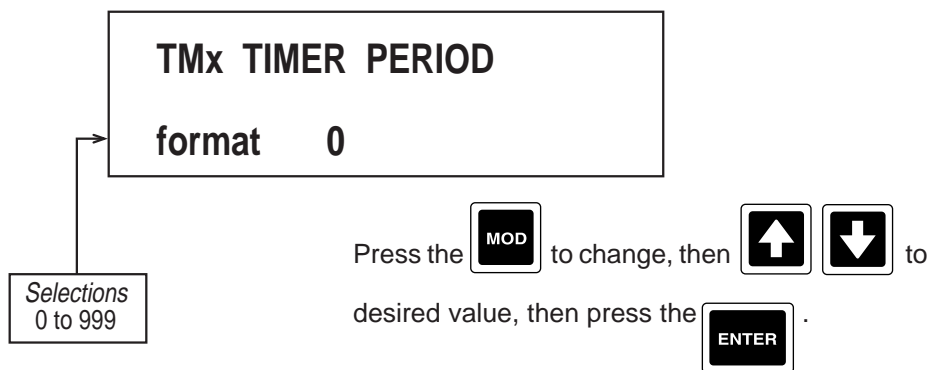 TMx TIMER PERIOD
format 0
Selections
0 to 999
Press the MOD to change, then to
desired value, then press the ENTER .